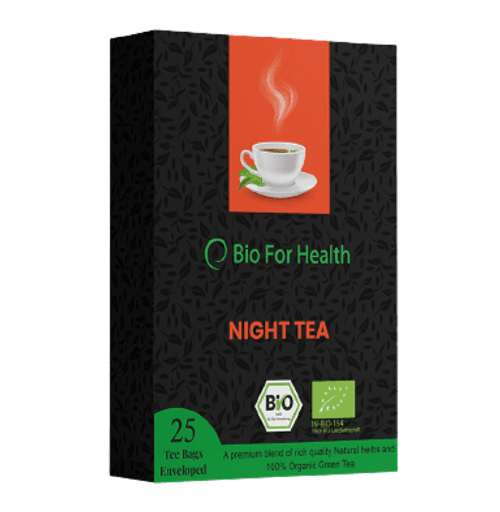 Bio For Health
NIGHT TEA
BiO
IN-BIO-154
25
Tee Bags
Enveloped
A premium blend of rich quality Natural herbs and
100% Organic Green Tea